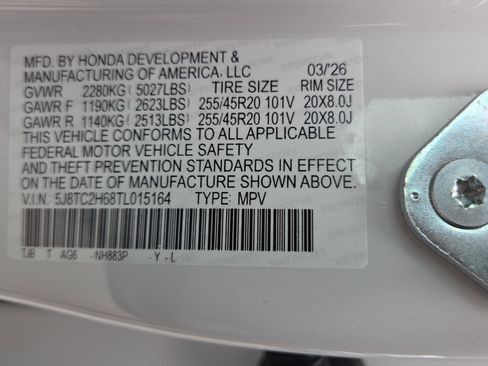 MFD. BY HONDA DEVELOPMENT &
MANUFACTURING OF AMERICA, LLC 03/26
GVWR 2280KG (5027LBS) TIRE SIZE RIM SIZE
GAWR F 1190KG (2623LBS) 255/45R20 101V 20X8.0J
GAWR R 1140KG (2513LBS) 255/45R20 101V 20X8.0J
THIS VEHICLE CONFORMS TO ALL APPLICABLE
FEDERAL MOTOR VEHICLE SAFETY
AND THEFT PREVENTION STANDARDS IN EFFECT
ON THE DATE OF MANUFACTURE SHOWN ABOVE.
V.I.N. 5J8TC2H68TL015164 TYPE: MPV
TJB T AG6 -NH883P -Y-L